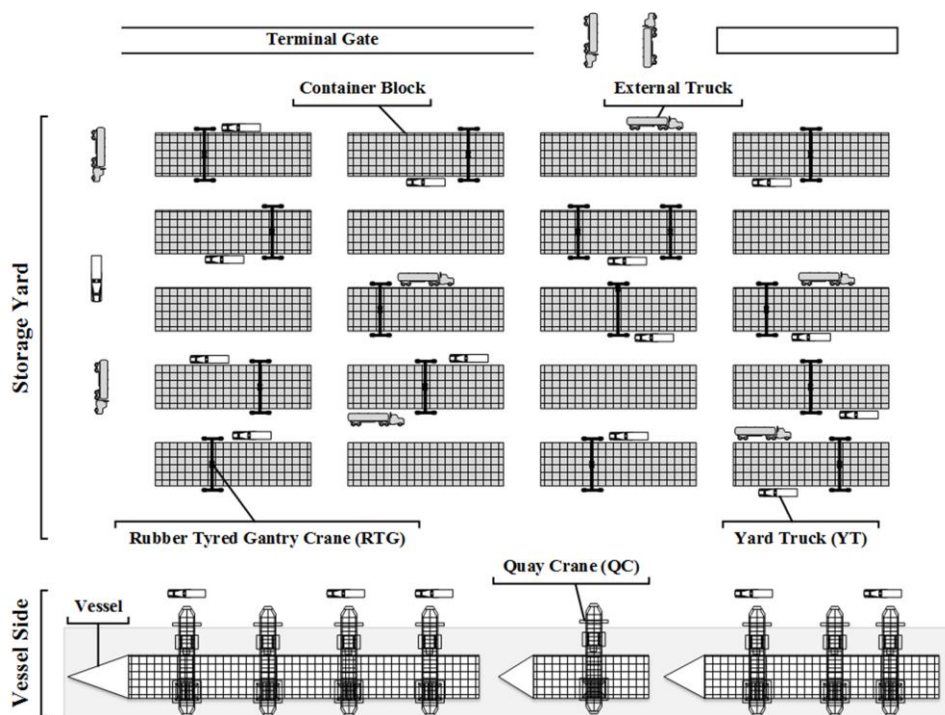 Terminal Gate
Container Block
External Truck
Storage Yard
Rubber Tyred Gantry Crane (RTG)
Yard Truck (YT)
Quay Crane (QC)
Vessel
Vessel Side